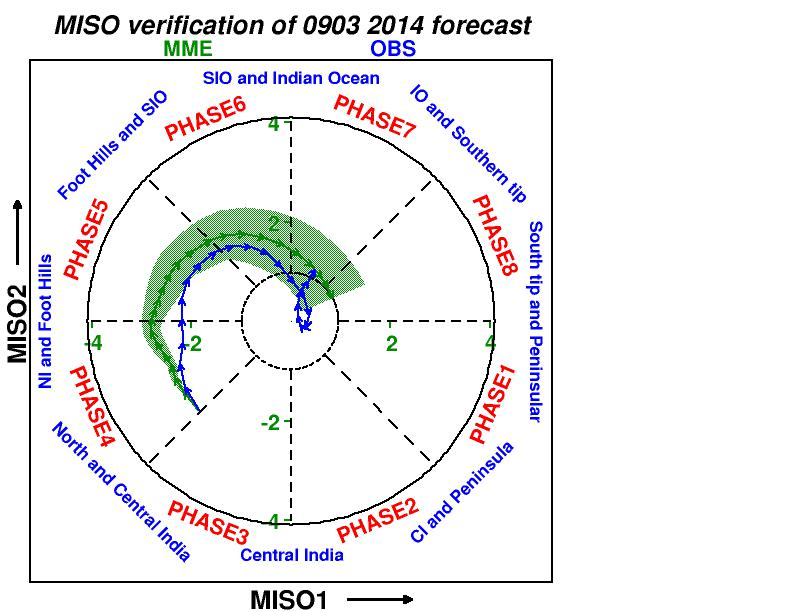 MISO verification of 0903 2014 forecast
MME OBS
SIO and Indian Ocean
Foot Hills and SIO
PHASE6
PHASE7
IO and Southern tip
4
PHASE5
2
PHASE8
South tip and Peninsular
NI and Foot Hills
MISO2
-4
-2
2
4
PHASE4
-2
PHASE1
North and Central India
PHASE3
-4
PHASE2
CI and Peninsula
Central India
MISO1